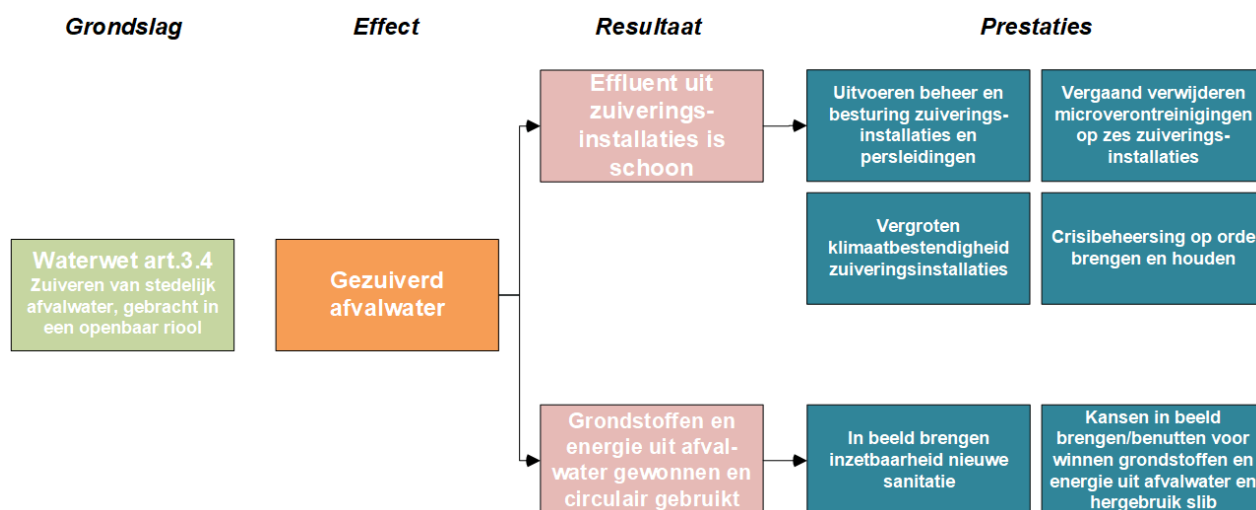 Grondslag
Effect
Resultaat
Prestaties
Effluent uit
zuiverings-
installaties is
schoon
Uitvoeren beheer en
besturing zuiverings-
installaties en
persleidingen
Vergaand verwijderen
microverontreinigingen
op zes zuiverings-
installaties
Waterwet art.3.4
Zuiveren van stedelijk
afvalwater, gebracht in
een openbaar riool
Gezuiverd
afvalwater
Vergroten
klimaatbestendigheid
zuiveringsinstallaties
Crisibeheersing op orde
brengen en houden
Grondstoffen en
energie uit afval-
water gewonnen en
circulair gebruikt
In beeld brengen
inzetbaarheid nieuwe
sanitatie
Kansen in beeld
brengen/benutten voor
winnen grondstoffen en
energie uit afvalwater en
hergebruik slib